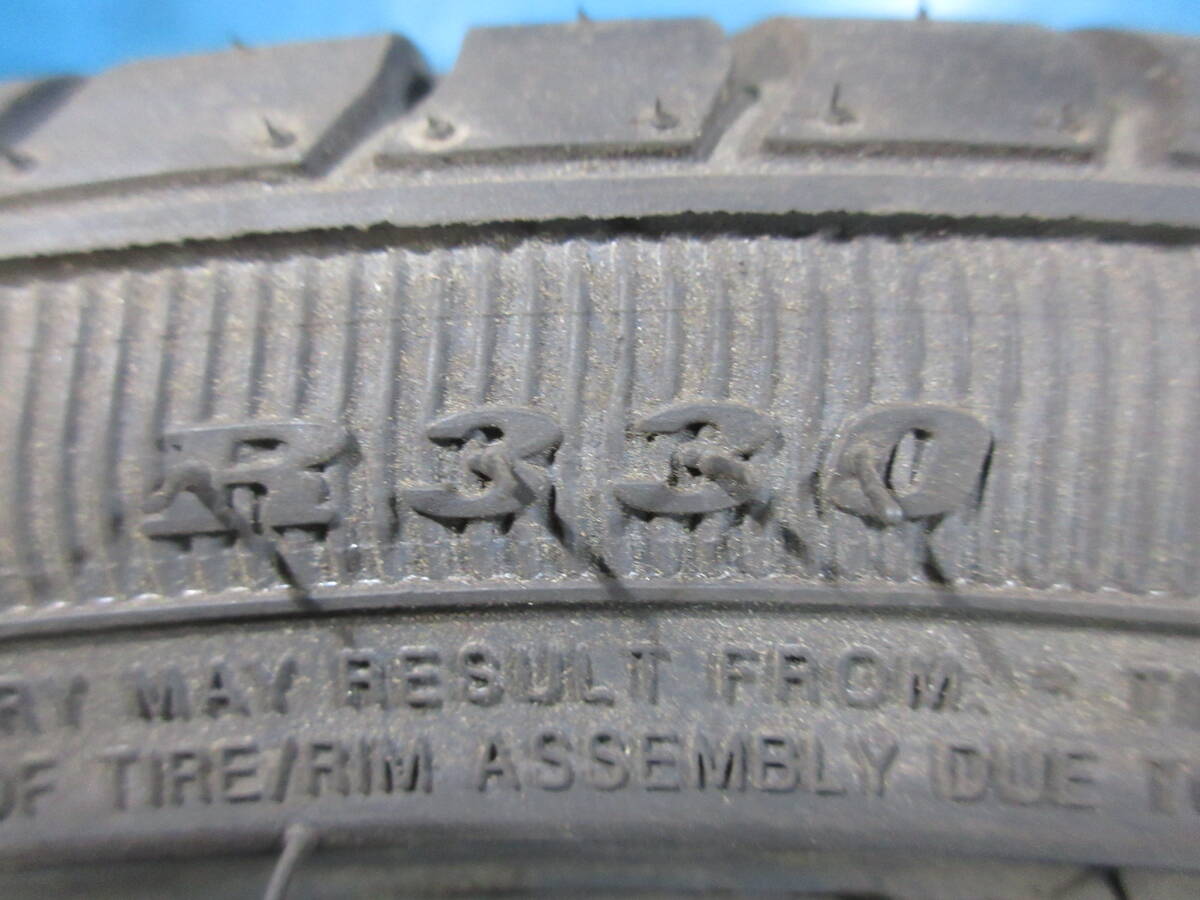 R330
MAY RESULT FROM:
OF TIRE/RIM ASSEMBLY DUE